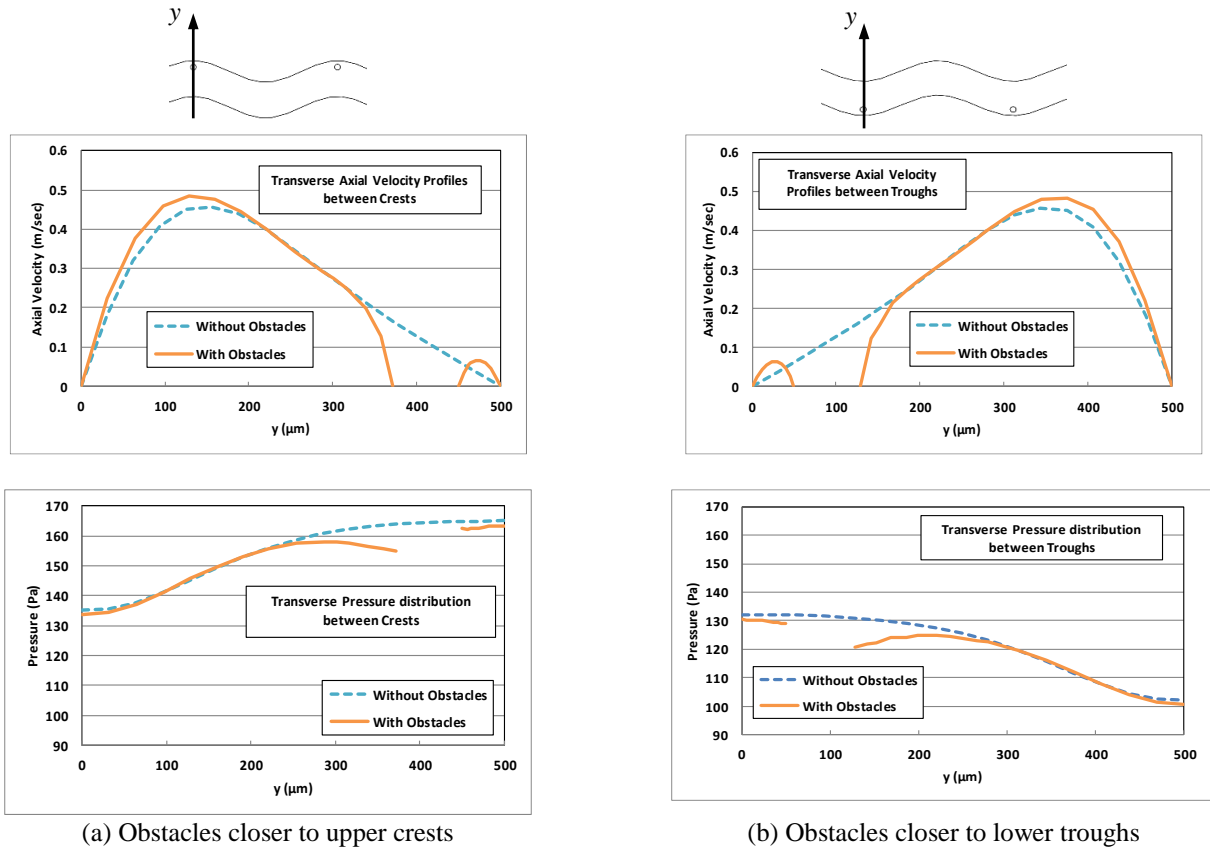 y
y
0.6
0.5
0.4
0.3
0.2
0.1
0
Axial Velocity (m/sec)
Transverse Axial Velocity Profiles
between Crests
Without Obstacles
With Obstacles
0 100 200 300 400 500
y (µm)
0.6
0.5
0.4
0.3
0.2
0.1
0
Axial Velocity (m/sec)
Transverse Axial Velocity
Profiles between Troughs
Without Obstacles
With Obstacles
0 100 200 300 400 500
y (µm)
170
160
150
140
130
120
110
100
90
Pressure (Pa)
Transverse Pressure distribution
between Crests
Without Obstacles
With Obstacles
0 100 200 300 400 500
y (µm)
170
160
150
140
130
120
110
100
90
Pressure (Pa)
Transverse Pressure distribution
between Troughs
Without Obstacles
With Obstacles
0 100 200 300 400 500
y (µm)
(a) Obstacles closer to upper crests
(b) Obstacles closer to lower troughs